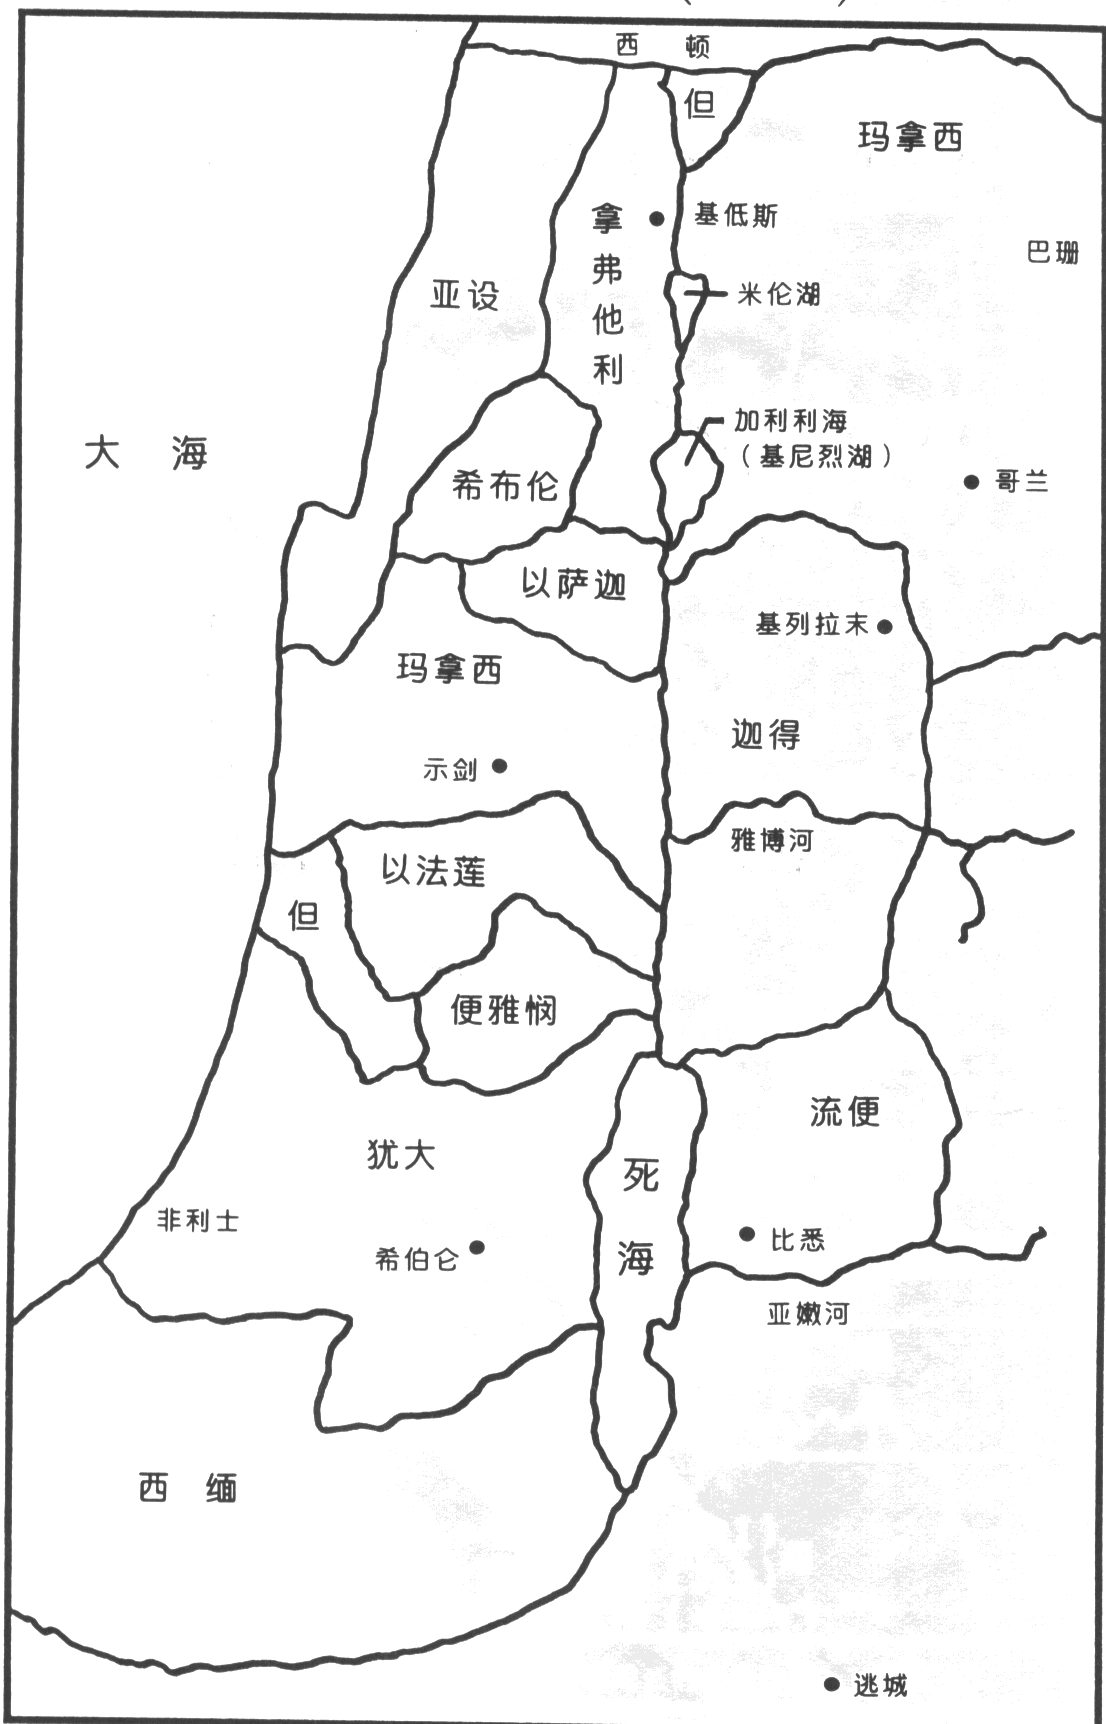 西 顿
但
玛拿西
拿弗他利
基低斯
巴珊
亚设
米伦湖
加利利海
（基尼烈湖）
大 海
哥兰
希布伦
以萨迦
基列拉末
玛拿西
迦得
示剑
雅博河
以法莲
但
便雅悯
流便
犹大
死海
非利士
希伯仑
比悉
亚嫩河
西 缅
逃城